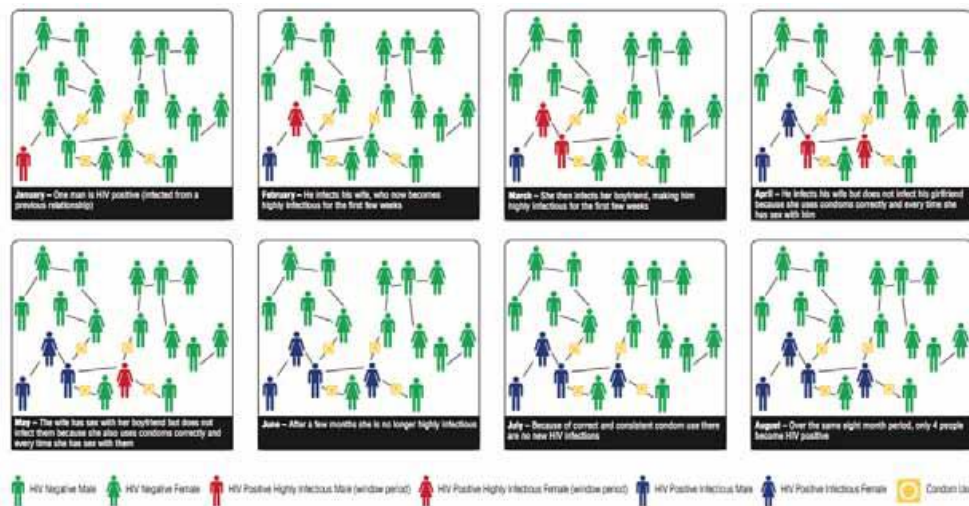 January – One man is HIV positive (infected from a
previous relationship)
February – He infects his wife, who now becomes
highly infectious for the first few weeks
March – She then infects her boyfriend, making him
highly infectious for the first few weeks
April – He infects his wife but does not infect his girlfriend
because she uses condoms correctly and every time she
has sex with him
May – The wife has sex with her boyfriend but does not
infect them because she also uses condoms correctly and
every time she has sex with them
June – After a few months she is no longer highly infectious
July – Because of correct and consistent condom use there
are no new HIV infections
August – Over the same eight month period, only 4 people
become HIV positive
HIV Negative Male HIV Negative Female HIV Positive Highly Infectious Male (window period) HIV Positive Highly Infectious Female (window period) HIV Positive Infectious Male HIV Positive Infectious Female Condom